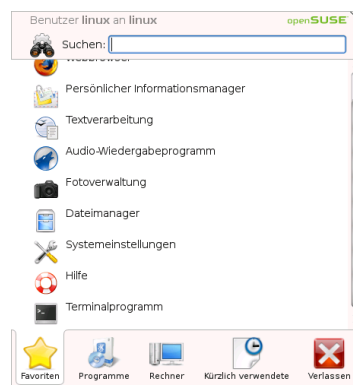 Benutzer linux an linux openSUSE
Suchen:
Webbrowser
Persönlicher Informationsmanager
Textverarbeitung
Audio-Wiedergabeprogramm
Fotoverwaltung
Dateimanager
Systemeinstellungen
Hilfe
Terminalprogramm
Favoriten Programme Rechner Kürzlich verwendete Verlassen